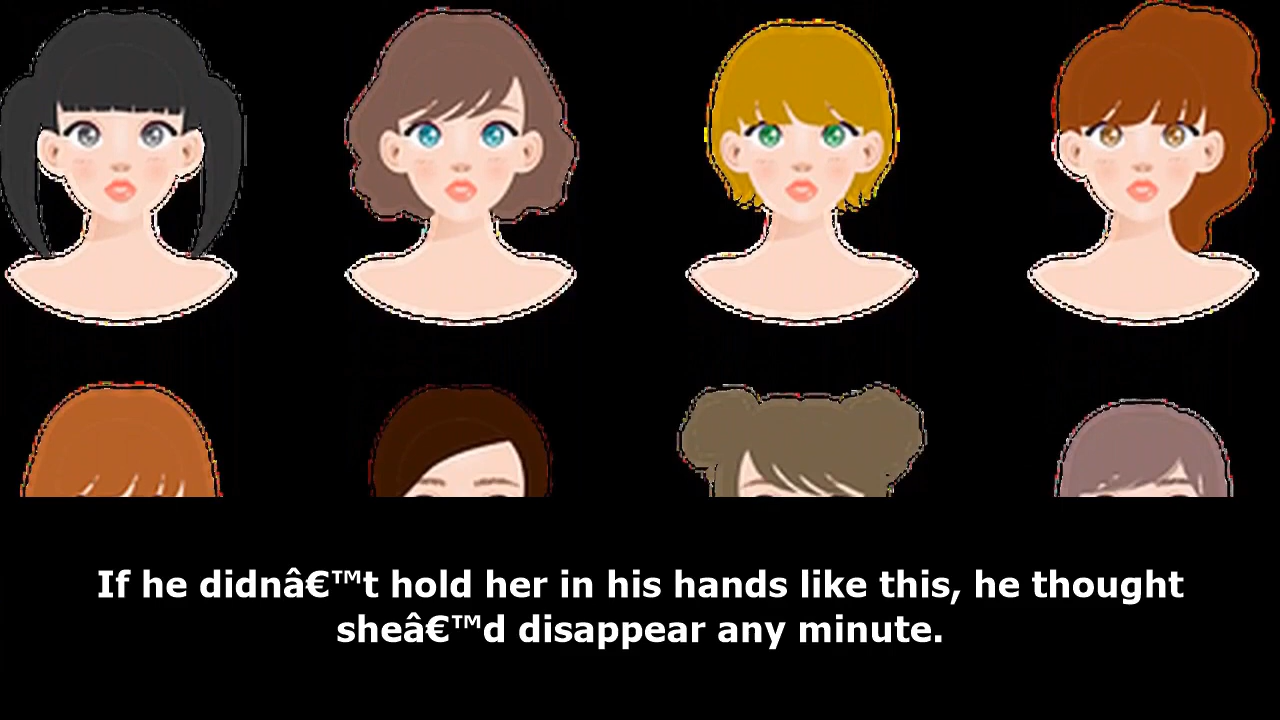 If he didnâ€™t hold her in his hands like this, he thought
sheâ€™d disappear any minute.